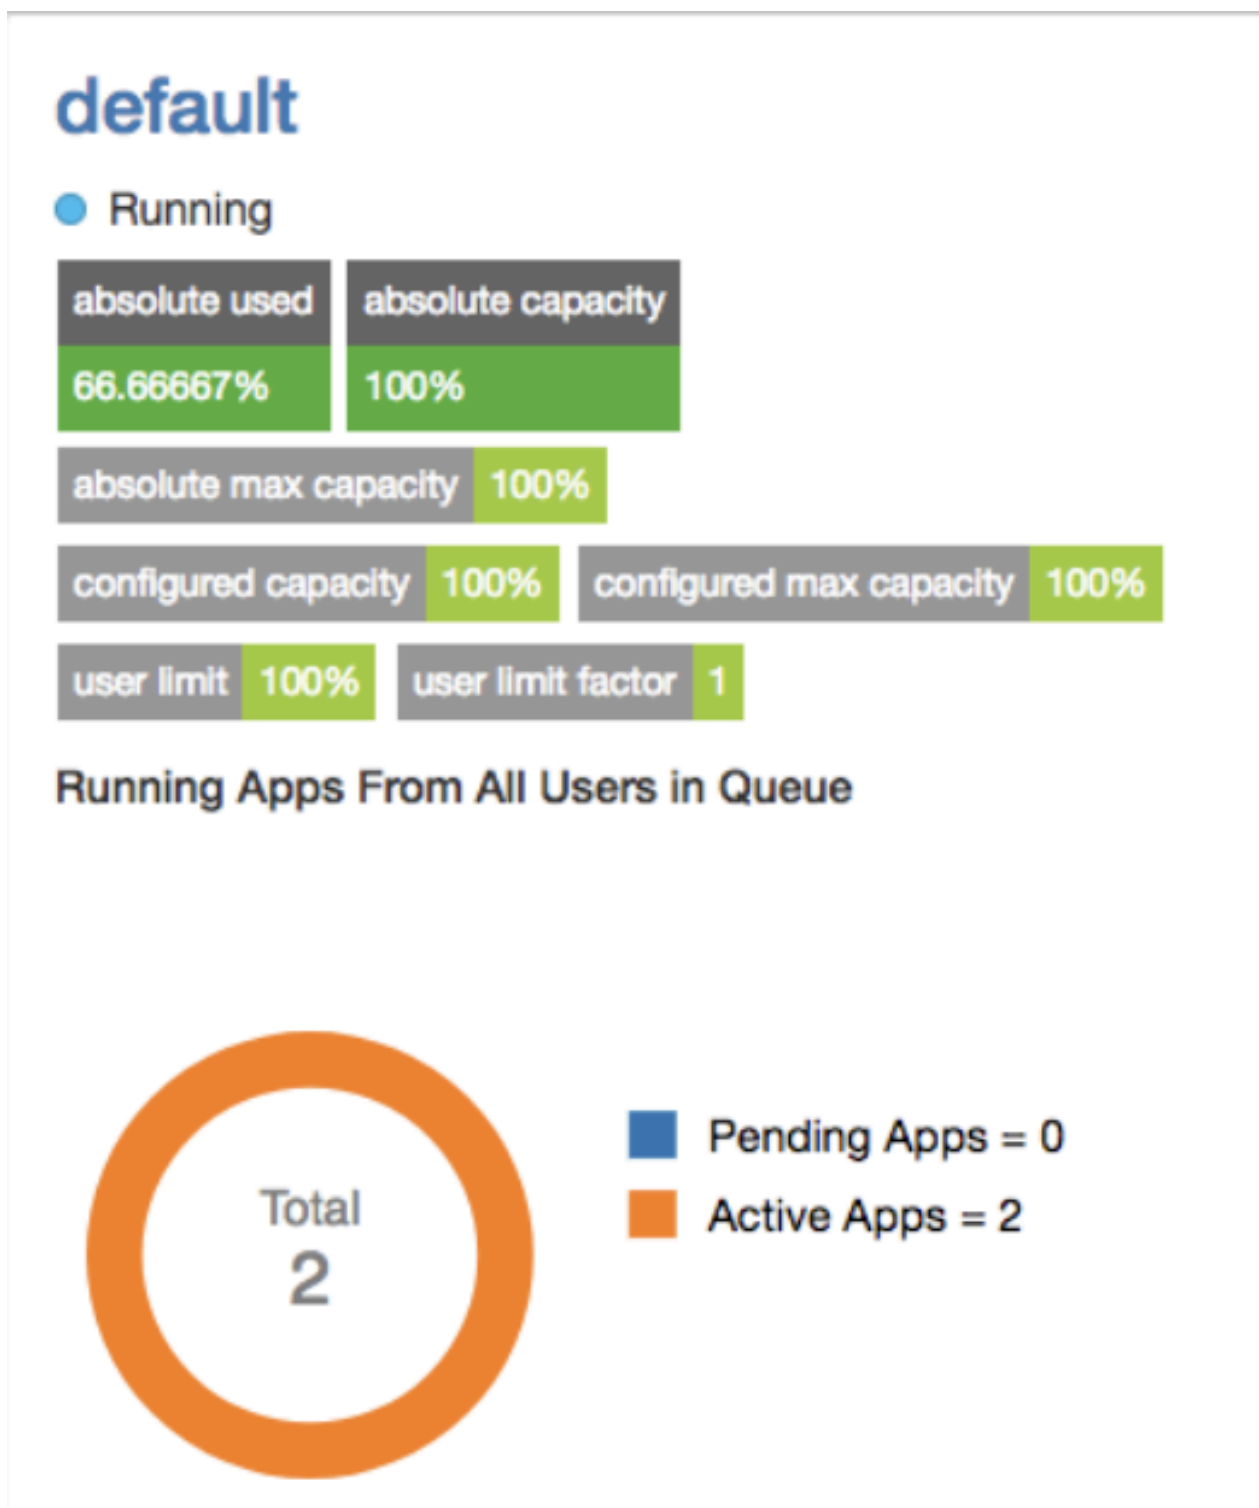 default
Running
absolute used absolute capacity
66.66667% 100%
absolute max capacity 100%
configured capacity 100% configured max capacity 100%
user limit 100% user limit factor 1
Running Apps From All Users in Queue
Pending Apps = 0
Active Apps = 2
Total
2